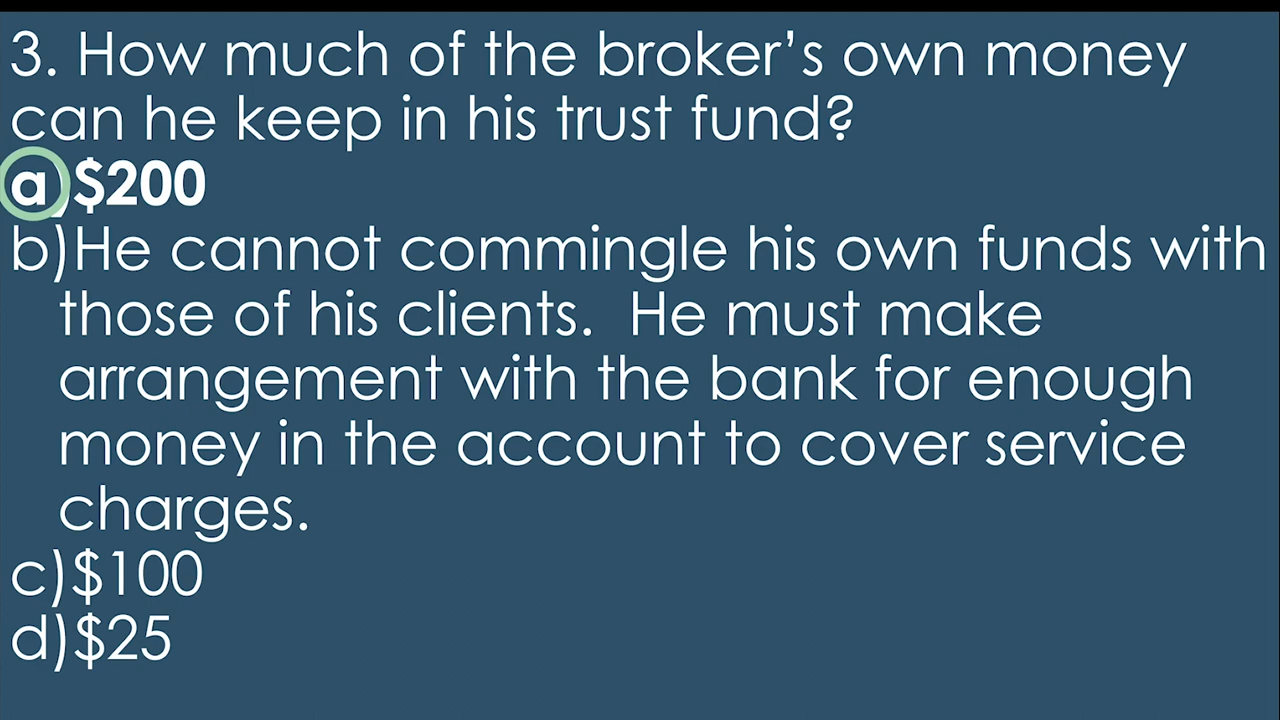 3. How much of the broker’s own money
can he keep in his trust fund?
a)$200
b)He cannot commingle his own funds with
those of his clients.  He must make
arrangement with the bank for enough
money in the account to cover service
charges.
c)$100
d)$25